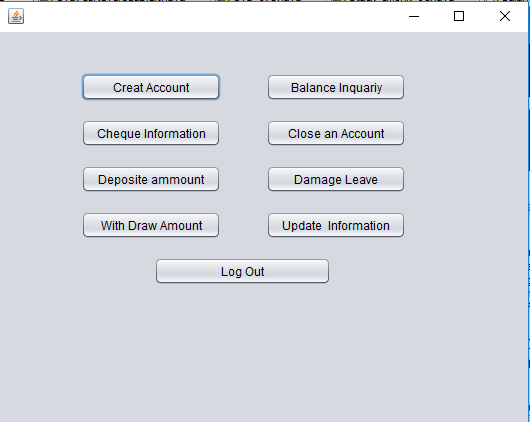 Creat Account
Balance Inquariy
Cheque Information
Close an Account
Deposite ammount
Damage Leave
With Draw Amount
Update Information
Log Out